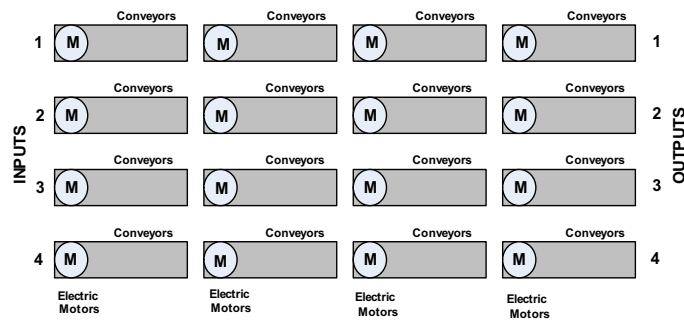 Conveyors Conveyors Conveyors Conveyors
1 M M M M 1
Conveyors Conveyors Conveyors Conveyors
2 M M M M 2
INPUTS
OUTPUTS
Conveyors Conveyors Conveyors Conveyors
3 M M M M 3
Conveyors Conveyors Conveyors Conveyors
4 M M M M 4
Electric Electric Electric Electric
Motors Motors Motors Motors